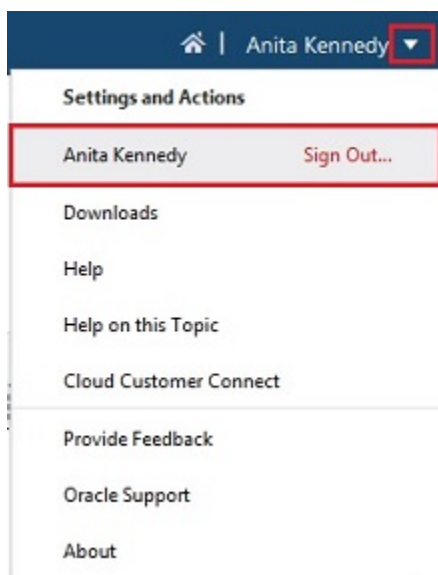 | Anita Kennedy
Settings and Actions
Anita Kennedy Sign Out...
Downloads
Help
Help on this Topic
Cloud Customer Connect
Provide Feedback
Oracle Support
About